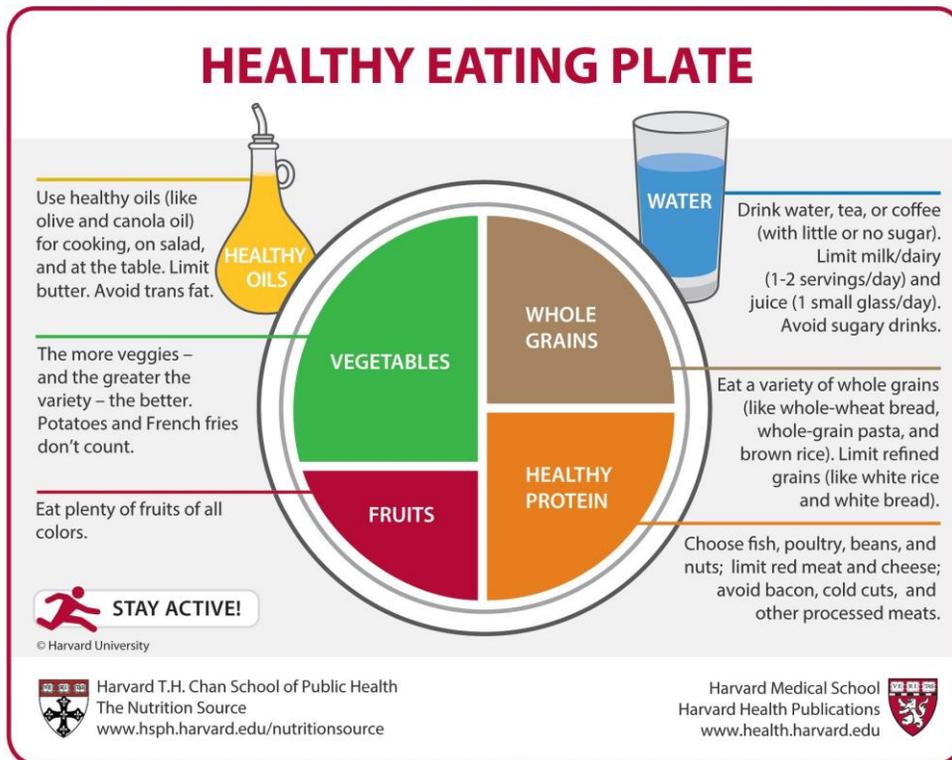 HEALTHY EATING PLATE
Use healthy oils (like
olive and canola oil)
for cooking, on salad,
and at the table. Limit
butter. Avoid trans fat.
HEALTHY
OILS
The more veggies –
and the greater the
variety – the better.
Potatoes and French fries
don’t count.
Eat plenty of fruits of all
colors.
VEGETABLES
FRUITS
WHOLE
GRAINS
HEALTHY
PROTEIN
WATER
Drink water, tea, or coffee
(with little or no sugar).
Limit milk/dairy
(1-2 servings/day) and
juice (1 small glass/day).
Avoid sugary drinks.
Eat a variety of whole grains
(like whole-wheat bread,
whole-grain pasta, and
brown rice). Limit refined
grains (like white rice
and white bread).
Choose fish, poultry, beans, and
nuts; limit red meat and cheese;
avoid bacon, cold cuts, and
other processed meats.
STAY ACTIVE!
© Harvard University
Harvard T.H. Chan School of Public Health
The Nutrition Source
www.hsph.harvard.edu/nutritionsource
Harvard Medical School
Harvard Health Publications
www.health.harvard.edu